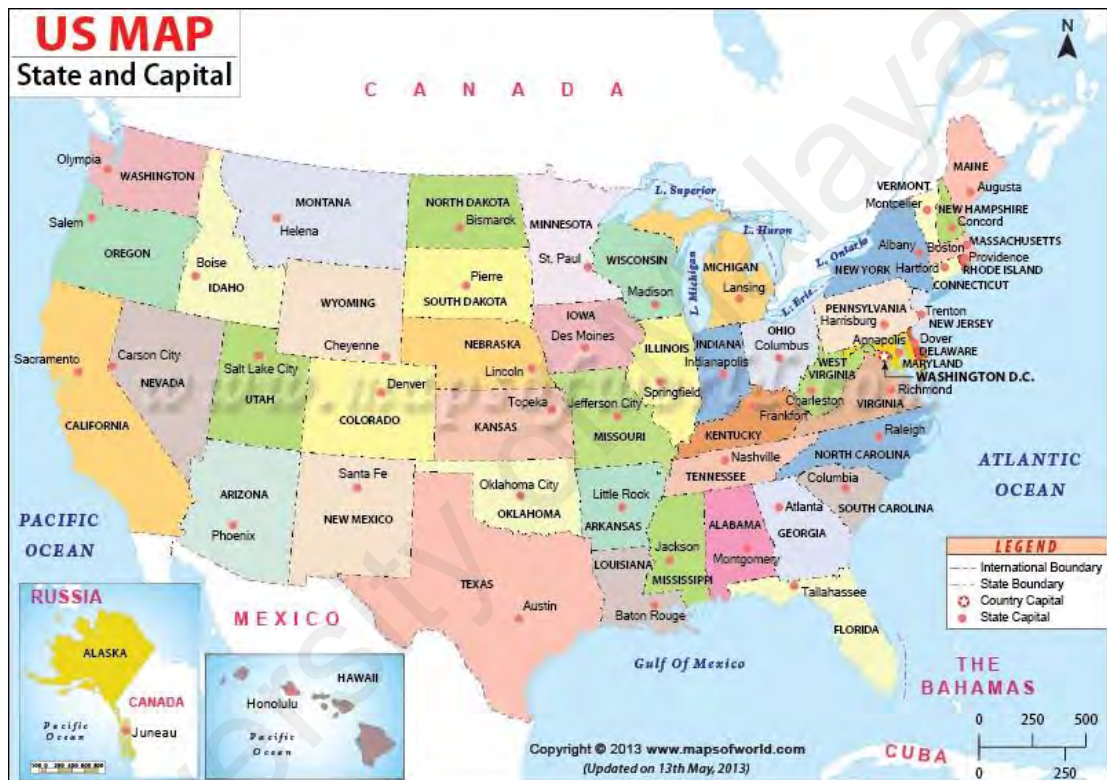 US MAP
State and Capital
N
C A N A D A
Olympia
WASHINGTON
Salem
OREGON
Boise
IDAHO
MONTANA
Helena
NORTH DAKOTA
Bismarck
MINNESOTA
St. Paul
L. Superior
WISCONSIN
Madison
L. Michigan
MICHIGAN
Lansing
L. Huron
L. Ontario
L. Erie
VERMONT
Montpelier
MAINE
Augusta
NEW HAMPSHIRE
Concord
Albany
NEW YORK
Boston
MASSACHUSETTS
Providence
RHODE ISLAND
Hartford
CONNECTICUT
WYOMING
Cheyenne
Pierre
SOUTH DAKOTA
IOWA
Des Moines
NEBRASKA
Lincoln
ILLINOIS
Springfield
INDIANA
Indianapolis
OHIO
Columbus
PENNSYLVANIA
Harrisburg
Trenton
NEW JERSEY
Annapolis
Dover
DELAWARE
MARYLAND
WASHINGTON D.C.
WEST
VIRGINIA
Charleston
VIRGINIA
Richmond
Sacramento
CALIFORNIA
Carson City
NEVADA
Salt Lake City
UTAH
Denver
COLORADO
Topeka
KANSAS
Jefferson City
MISSOURI
Frankfort
KENTUCKY
Nashville
TENNESSEE
Raleigh
NORTH CAROLINA
Columbia
SOUTH CAROLINA
ARIZONA
Phoenix
Santa Fe
NEW MEXICO
Oklahoma City
OKLAHOMA
Little Rock
ARKANSAS
ALABAMA
Montgomery
Atlanta
GEORGIA
Jackson
MISSISSIPPI
LOUISIANA
Baton Rouge
TEXAS
Austin
Tallahassee
FLORIDA
ATLANTIC
OCEAN
PACIFIC
OCEAN
M E X I C O
Gulf Of Mexico
THE
BAHAMAS
CUBA
LEGEND
International Boundary
State Boundary
Country Capital
State Capital
RUSSIA
ALASKA
CANADA
Juneau
Pacific
Ocean
HAWAII
Honolulu
Pacific
Ocean
0 250 500
0 250
Copyright © 2013 www.mapsofworld.com
(Updated on 13th May, 2013)